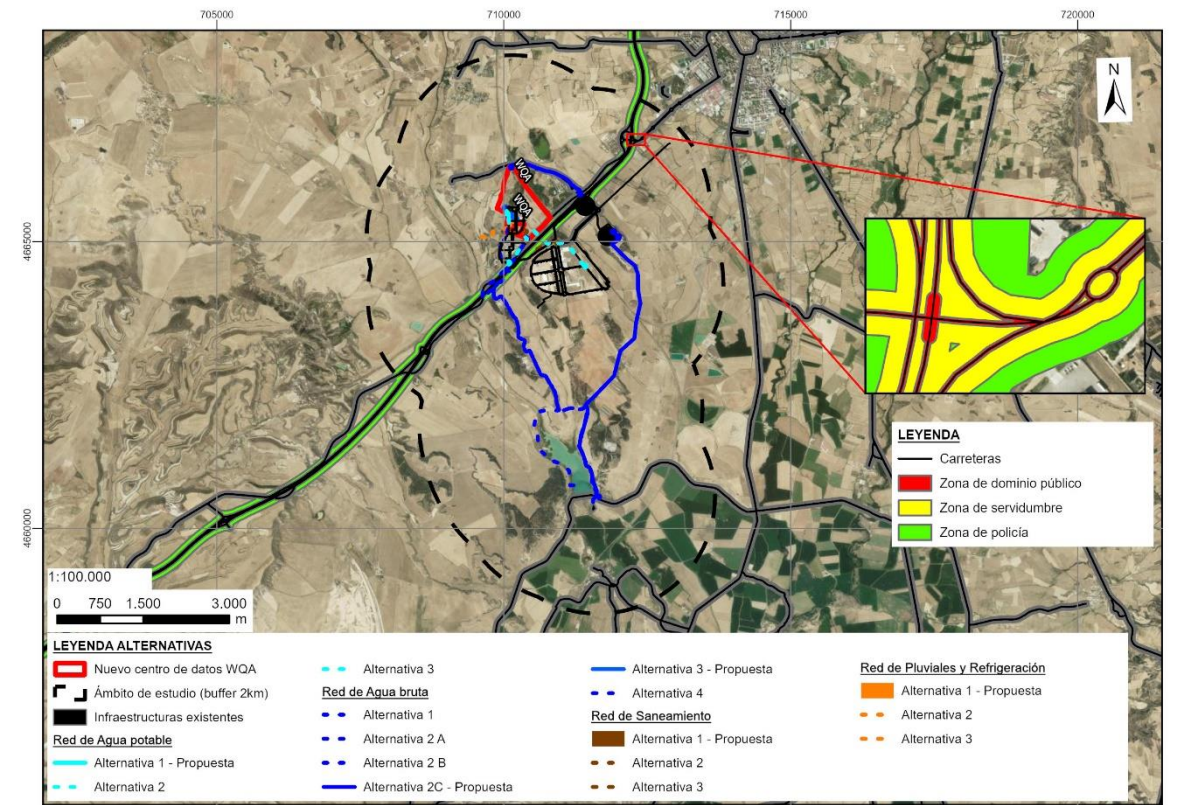 705000
710000
715000
720000
N
4665000
4660000
WQA
WQA
LEYENDA
Carreteras
Zona de dominio público
Zona de servidumbre
Zona de policía
1:100.000
0 750 1.500 3.000
m
LEYENDA ALTERNATIVAS
Nuevo centro de datos WQA
Ámbito de estudio (buffer 2km)
Infraestructuras existentes
Red de Agua potable
Alternativa 1 - Propuesta
Alternativa 2
Alternativa 3
Red de Agua bruta
Alternativa 1
Alternativa 2 A
Alternativa 2 B
Alternativa 2C - Propuesta
Alternativa 3 - Propuesta
Alternativa 4
Red de Saneamiento
Alternativa 1 - Propuesta
Alternativa 2
Alternativa 3
Red de Pluviales y Refrigeración
Alternativa 1 - Propuesta
Alternativa 2
Alternativa 3